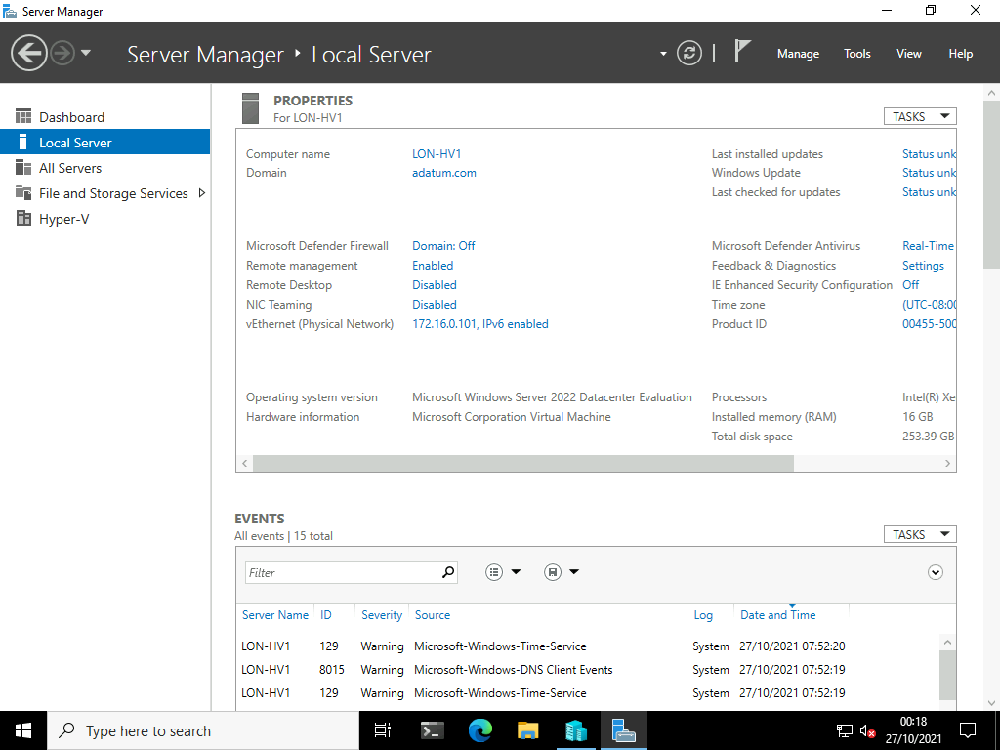 Server Manager
Server Manager
Local Server
Manage
Tools
View
Help
Dashboard
Local Server
All Servers
File and Storage Services
Hyper-V
PROPERTIES
For LON-HV1
TASKS
Computer name LON-HV1 Last installed updates Status unk
Domain adatum.com Windows Update Status unk
Last checked for updates Status unk
Microsoft Defender Firewall Domain: Off Microsoft Defender Antivirus Real-Time
Remote management Enabled Feedback & Diagnostics Settings
Remote Desktop Disabled IE Enhanced Security Configuration Off
NIC Teaming Disabled Time zone (UTC-08:00
vEthernet (Physical Network) 172.16.0.101, IPv6 enabled Product ID 00455-500
Operating system version Microsoft Windows Server 2022 Datacenter Evaluation Processors Intel(R) Xe
Hardware information Microsoft Corporation Virtual Machine Installed memory (RAM) 16 GB
Total disk space 253.39 GB
EVENTS
All events | 15 total
TASKS
Filter
Server Name ID Severity Source Log Date and Time
LON-HV1 129 Warning Microsoft-Windows-Time-Service System 27/10/2021 07:52:20
LON-HV1 8015 Warning Microsoft-Windows-DNS Client Events System 27/10/2021 07:52:19
LON-HV1 129 Warning Microsoft-Windows-Time-Service System 27/10/2021 07:52:19
Type here to search
00:18
27/10/2021